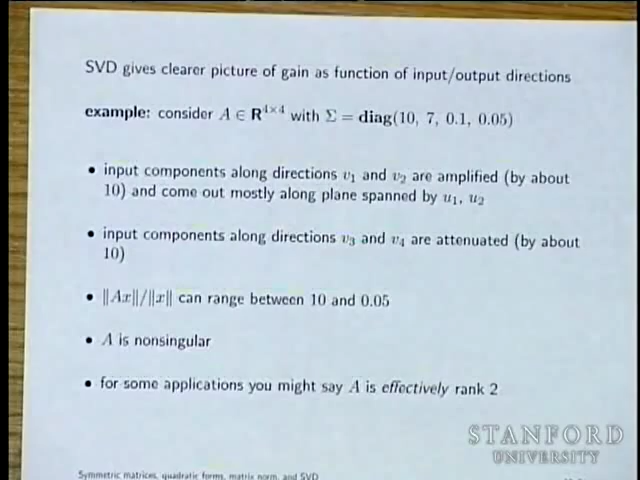 SVD gives clearer picture of gain as function of input/output directions
example: consider A ∈ R^{4×4} with Σ = diag(10, 7, 0.1, 0.05)
• input components along directions v₁ and v₂ are amplified (by about
10) and come out mostly along plane spanned by u₁, u₂
• input components along directions v₃ and v₄ are attenuated (by about
10)
• ‖Ax‖/‖x‖ can range between 10 and 0.05
• A is nonsingular
• for some applications you might say A is effectively rank 2
STANFORD
UNIVERSITY
Symmetric matrices, quadratic forms, matrix norm, and SVD